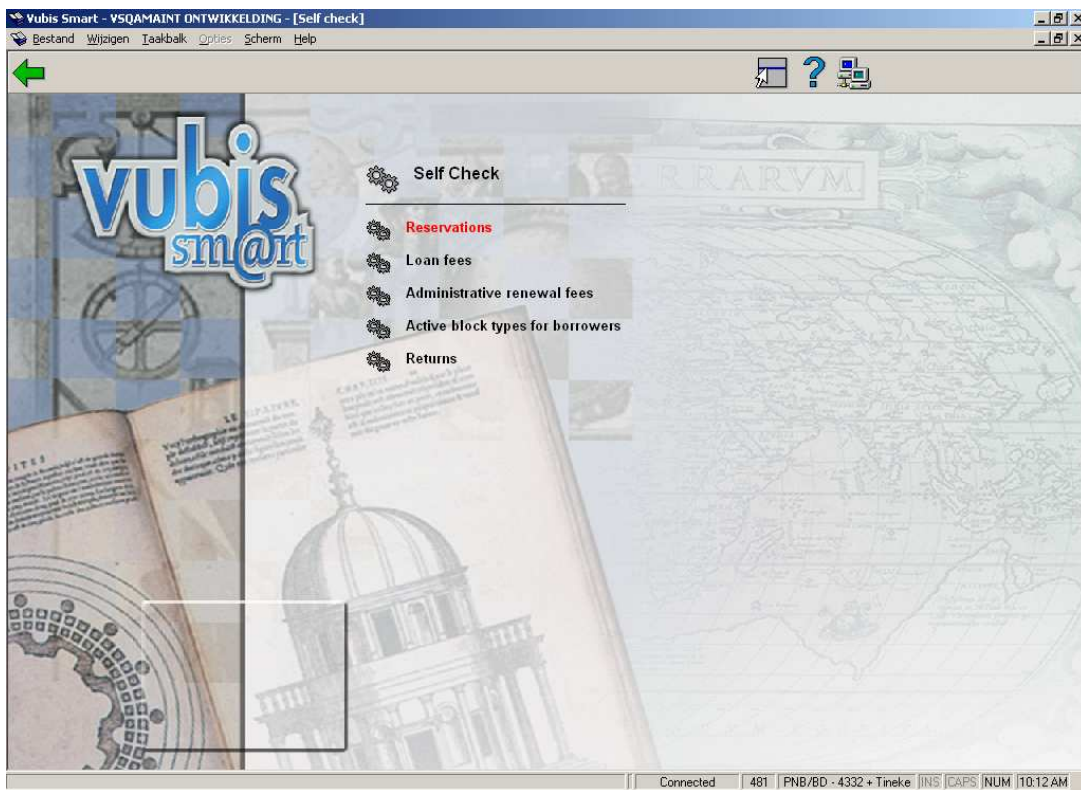 Vubis Smart - VSQAMAINT ONTWIKKELDING - [Self check]
Bestand Wijzigen Taakbalk Opties Scherm Help
vubis
sm@rt
RARVM
Self Check
Reservations
Loan fees
Administrative renewal fees
Active block types for borrowers
Returns
Connected 481 PNB/BD - 4332 + Tineke INS CAPS NUM 10:12 AM